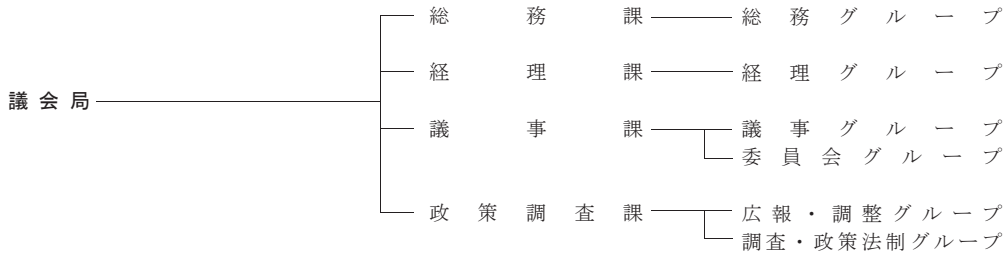 総務課 総務グループ
経理課 経理グループ
議会局
議事課 議事グループ
委員会グループ
政策調査課 広報・調整グループ
調査・政策法制グループ